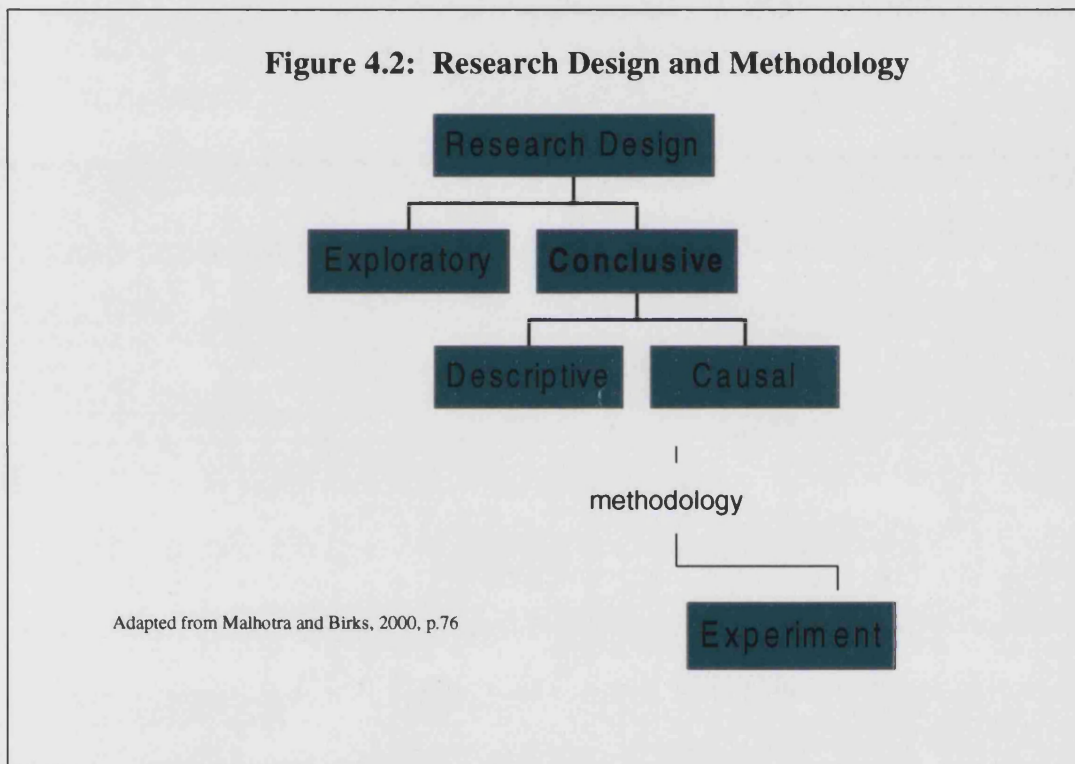 Figure 4.2: Research Design and Methodology
Research Design
Exploratory
Conclusive
Descriptive
Causal
methodology
Experiment
Adapted from Malhotra and Birks, 2000, p.76